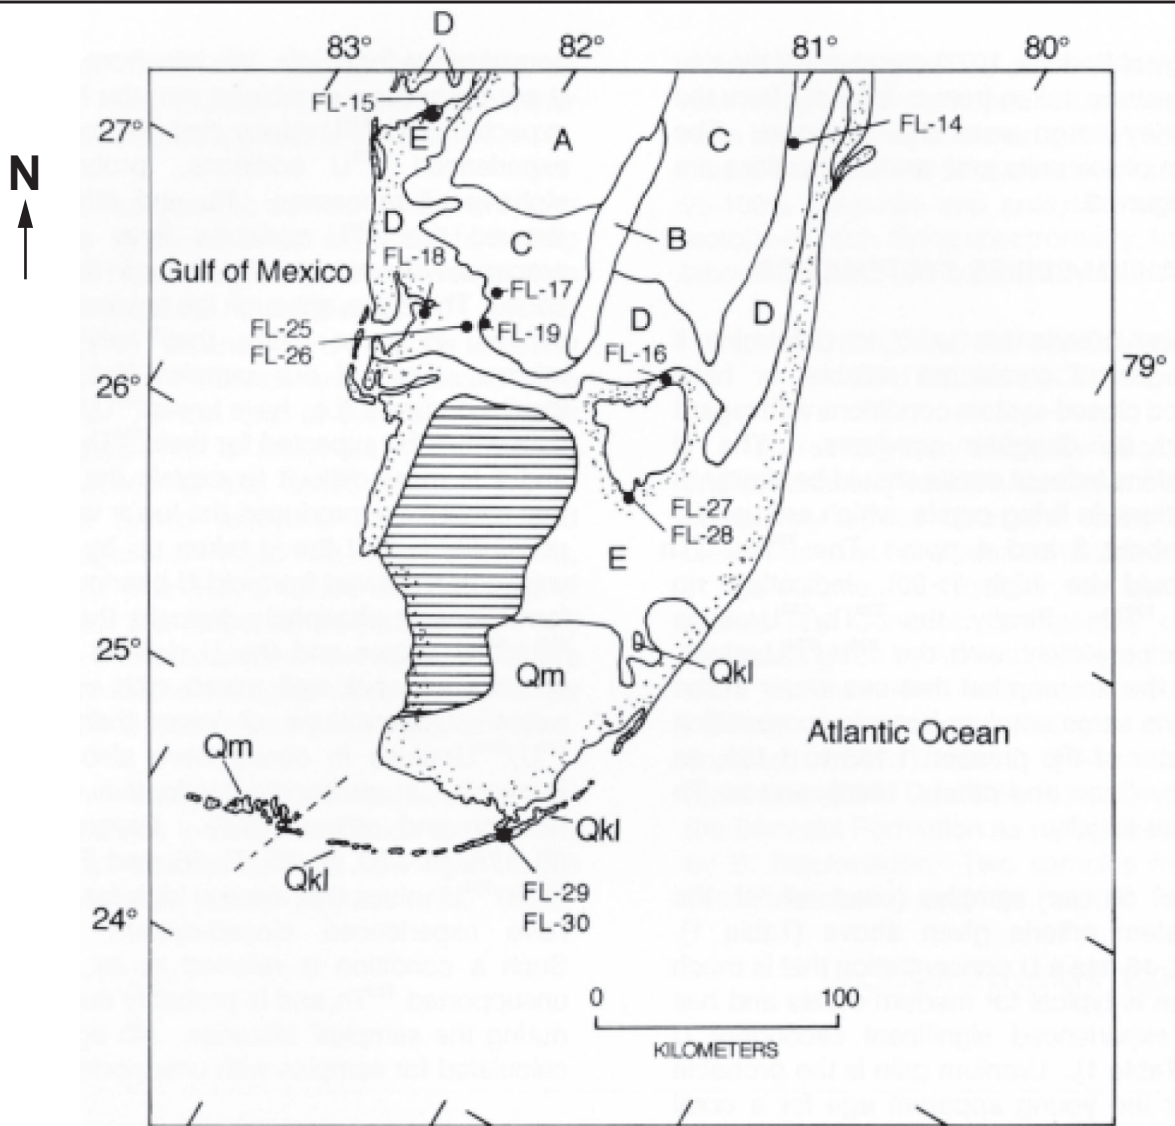 D
83°
82°
81°
80°
FL-15
27°
E
A
C
FL-14
N
D
C
B
FL-18
Gulf of Mexico
FL-17
D
D
FL-25
FL-26
FL-19
FL-16
26°
79°
FL-27
FL-28
E
25°
Qm
Qkl
Atlantic Ocean
Qm
Qkl
Qkl
FL-29
FL-30
24°
0 100
KILOMETERS